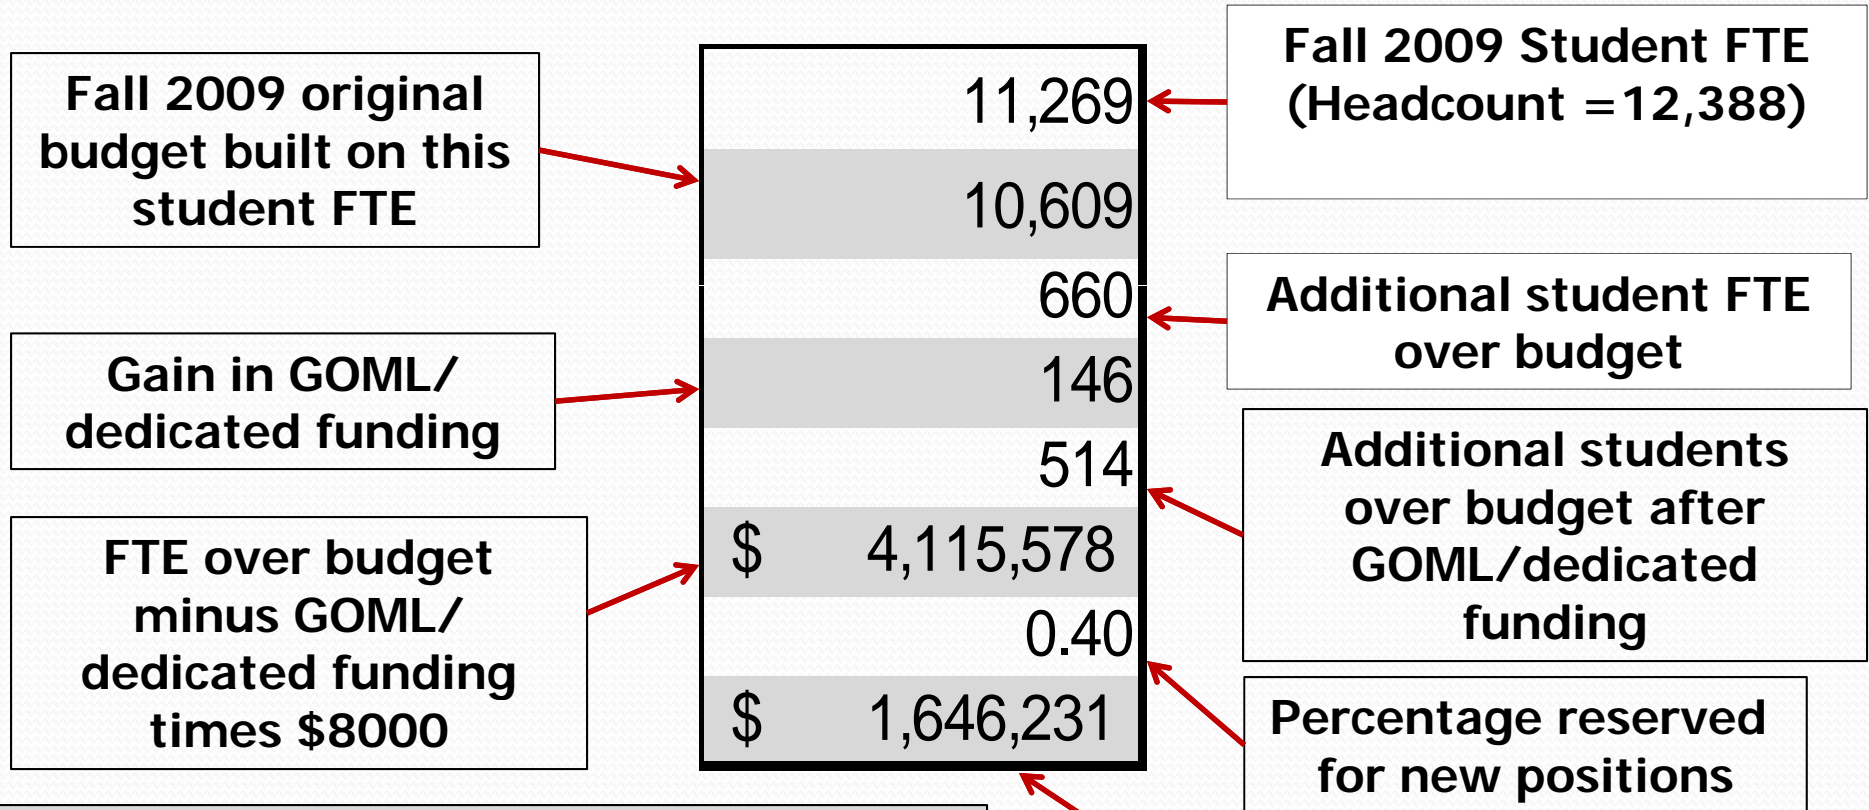 Fall 2009 original
budget built on this
student FTE
Gain in GOML/
dedicated funding
FTE over budget
minus GOML/
dedicated funding
times $8000
11,269
10,609
660
146
514
$ 4,115,578
0.40
$ 1,646,231
Fall 2009 Student FTE
(Headcount =12,388)
Additional student FTE
over budget
Additional students
over budget after
GOML/dedicated
funding
Percentage reserved
for new positions